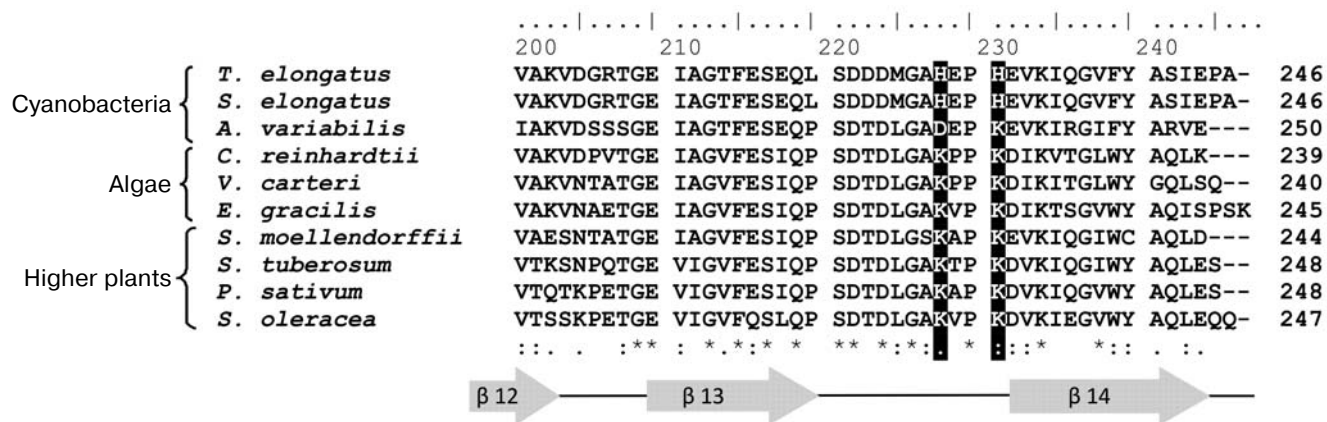 ....|....| ....|....| ....|....| ....|....| ....|...
200 210 220 230 240
Cyanobacteria
T. elongatus VAKVDGRTGE IAGTFESEQL SDDDMGAHEP HEVKIQGVFY ASIEPA- 246
S. elongatus VAKVDGRTGE IAGTFESEQL SDDDMGAHEP HEVKIQGVFY ASIEPA- 246
A. variabilis IAKVDSSSGE IAGTFESEQP SDTDLGADEP KEVKIRGIFY ARVE--- 250
Algae
C. reinhardtii VAKVDPVTGE IAGVFESIQP SDTDLGAKPP KDIKVTGLWY AQLK--- 239
V. carteri VAKVNTATGE IAGVFESIQP SDTDLGAKPP KDIKITGLWY GQLSQ-- 240
E. gracilis VAKVNAETGE IAGVFESIQP SDTDLGAKVP KDIKTSGVWY AQISPSK 245
Higher plants
S. moellendorffii VAESNTATGE IAGVFESIQP SDTDLGSKAP KEVKIQGIWC AQLD--- 244
S. tuberosum VTKSNPQTGE VIGVFESIQP SDTDLGAKTP KDVKIQGIWY AQLES-- 248
P. sativum VTQTKPETGE VIGVFESIQP SDTDLGAKAP KDVKIQGVWY AQLES-- 248
S. oleracea VTSSKPETGE VIGVFQSLQP SDTDLGAKVP KDVKIEGVWY AQLEQQ- 247
::. . :** : *.*.* * ** *:*:. * :::* *:: . :.
β 12 β 13 β 14